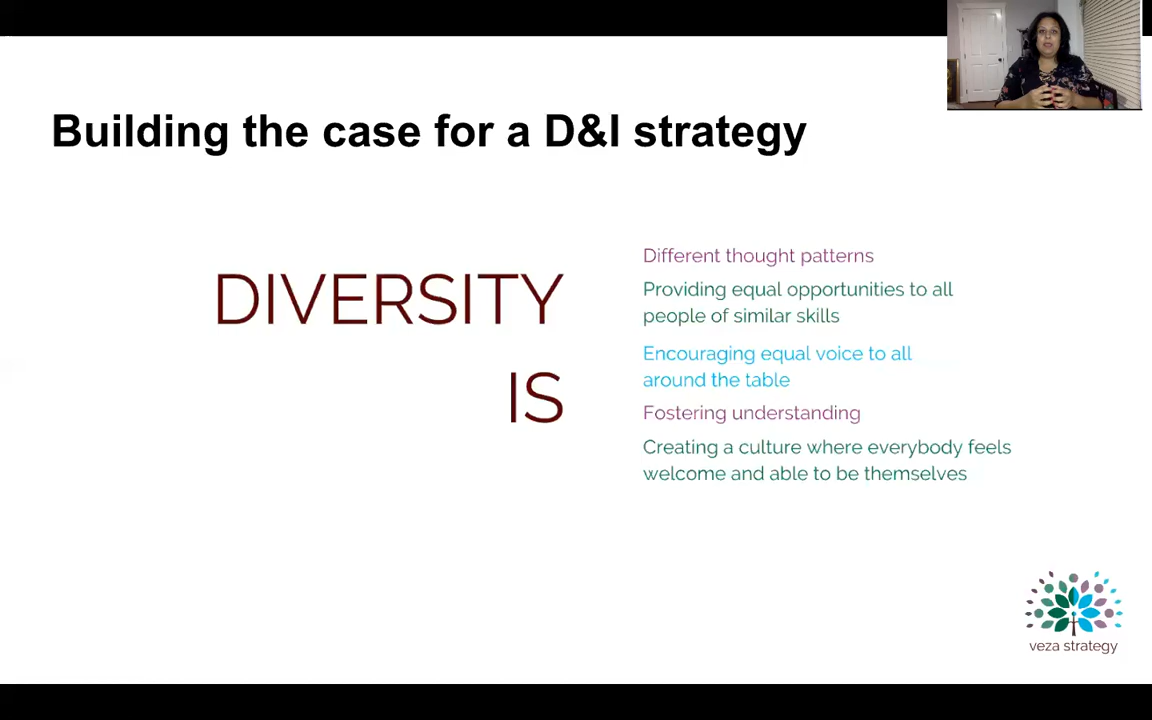 Building the case for a D&I strategy
DIVERSITY
IS
Different thought patterns
Providing equal opportunities to all
people of similar skills
Encouraging equal voice to all
around the table
Fostering understanding
Creating a culture where everybody feels
welcome and able to be themselves
veza strategy